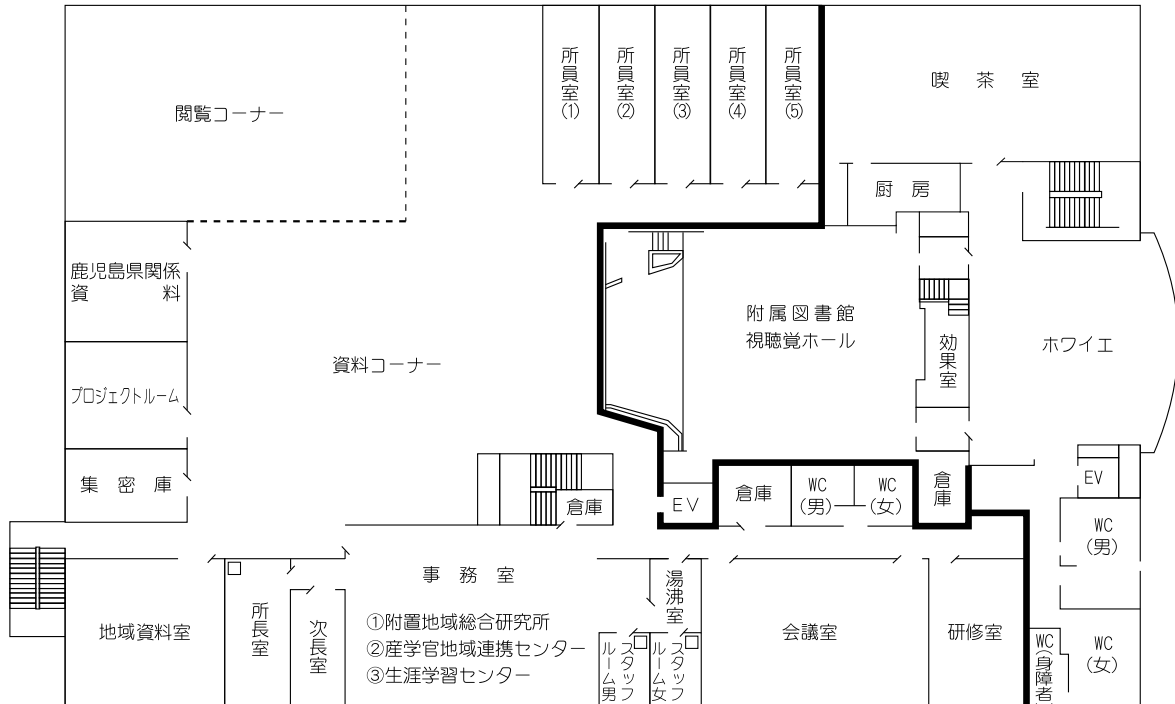 閲覧コーナー
所員室(1)
所員室(2)
所員室(3)
所員室(4)
所員室(5)
喫茶室
厨房
鹿児島県関係
資料
プロジェクトルーム
集密庫
資料コーナー
附属図書館
視聴覚ホール
効果室
ホワイエ
倉庫
EV
倉庫
WC
(男)
WC
(女)
倉庫
EV
WC
(男)
WC
(女)
WC(身障者
地域資料室
所長室
次長室
事務室
①附置地域総合研究所
②産学官地域連携センター
③生涯学習センター
湯沸室
スタッフ
ルーム男
スタッフ
ルーム女
会議室
研修室